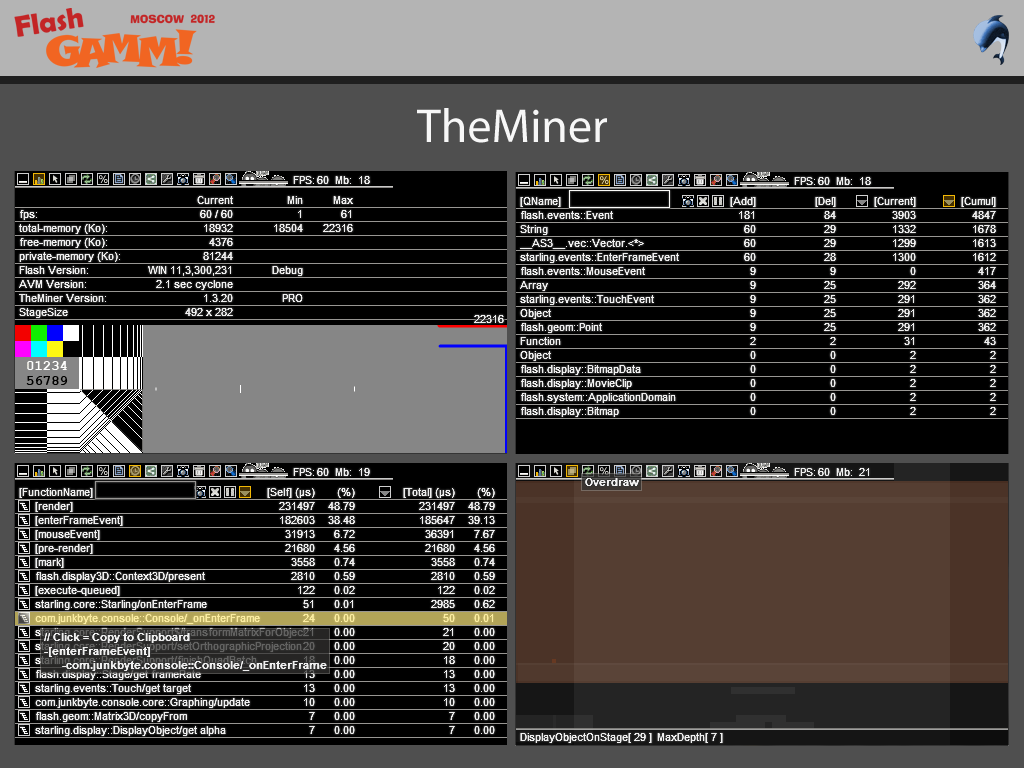 Flash
MOSCOW 2012
GAMM!
TheMiner
FPS: 60 Mb: 18
Current Min Max
fps: 60 / 60 1 61
total-memory (Ko): 18932 18504 22316
free-memory (Ko): 4376
private-memory (Ko): 81244
Flash Version: WIN 11,3,300,231 Debug
AVM Version: 2.1 sec cyclone
TheMiner Version: 1.3.20 PRO
StageSize 492 x 282
22316
01234
56789
FPS: 60 Mb: 18
[QName] [Add] [Del] [Current] [Cumul]
flash.events::Event 181 84 3903 4847
String 60 29 1332 1678
__AS3__.vec::Vector.<*> 60 29 1299 1613
starling.events::EnterFrameEvent 60 28 1300 1612
flash.events::MouseEvent 9 9 0 417
Array 9 25 292 364
starling.events::TouchEvent 9 25 291 362
Object 9 25 291 362
flash.geom::Point 9 25 291 362
Function 2 2 31 43
Object 0 0 2 2
flash.display::BitmapData 0 0 2 2
flash.display::MovieClip 0 0 2 2
flash.system::ApplicationDomain 0 0 2 2
flash.display::Bitmap 0 0 2 2
FPS: 60 Mb: 19
[FunctionName] [Self] (µs) (%) [Total] (µs) (%)
[render] 231497 48.79 231497 48.79
[enterFrameEvent] 182603 38.48 185647 39.13
[mouseEvent] 31913 6.72 36391 7.67
[pre-render] 21680 4.56 21680 4.56
[mark] 3558 0.74 3558 0.74
flash.display3D::Context3D/present 2810 0.59 2810 0.59
[execute-queued] 122 0.02 122 0.02
starling.core::Starling/onEnterFrame 51 0.01 2985 0.62
com.junkbyte.console::Console/_onEnterFrame 24 0.00 50 0.01
starling.core::RenderSupport/transformMatrixForObject 21 0.00 21 0.00
// Click = Copy to Clipboard
starling.core::RenderSupport/setOrthographicProjection 20 0.00 20 0.00
-[enterFrameEvent]
starling.core::RenderSupport/finishQuadBatch 18 0.00 18 0.00
-com.junkbyte.console::Console/_onEnterFrame
flash.display::Stage/get frameRate 13 0.00 13 0.00
starling.events::Touch/get target 13 0.00 13 0.00
com.junkbyte.console.core::Graphing/update 10 0.00 10 0.00
flash.geom::Matrix3D/copyFrom 7 0.00 7 0.00
starling.display::DisplayObject/get alpha 7 0.00 7 0.00
FPS: 60 Mb: 21
Overdraw
DisplayObjectOnStage[ 29 ] MaxDepth[ 7 ]